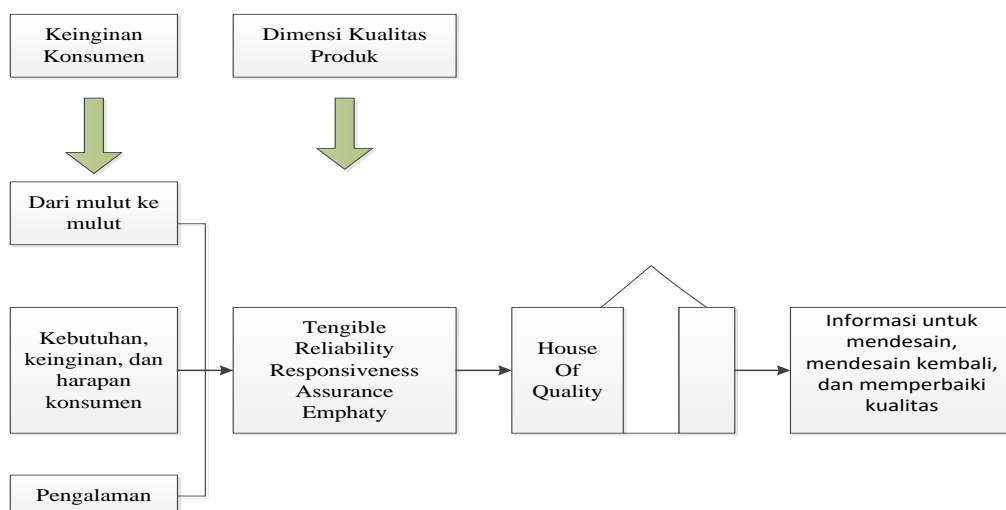 Keinginan
Konsumen
Dimensi Kualitas
Produk
Dari mulut ke
mulut
Kebutuhan,
keinginan, dan
harapan
konsumen
Pengalaman
Tengible
Reliability
Responsiveness
Assurance
Emphaty
House
Of
Quality
Informasi untuk
mendesain,
mendesain kembali,
dan memperbaiki
kualitas